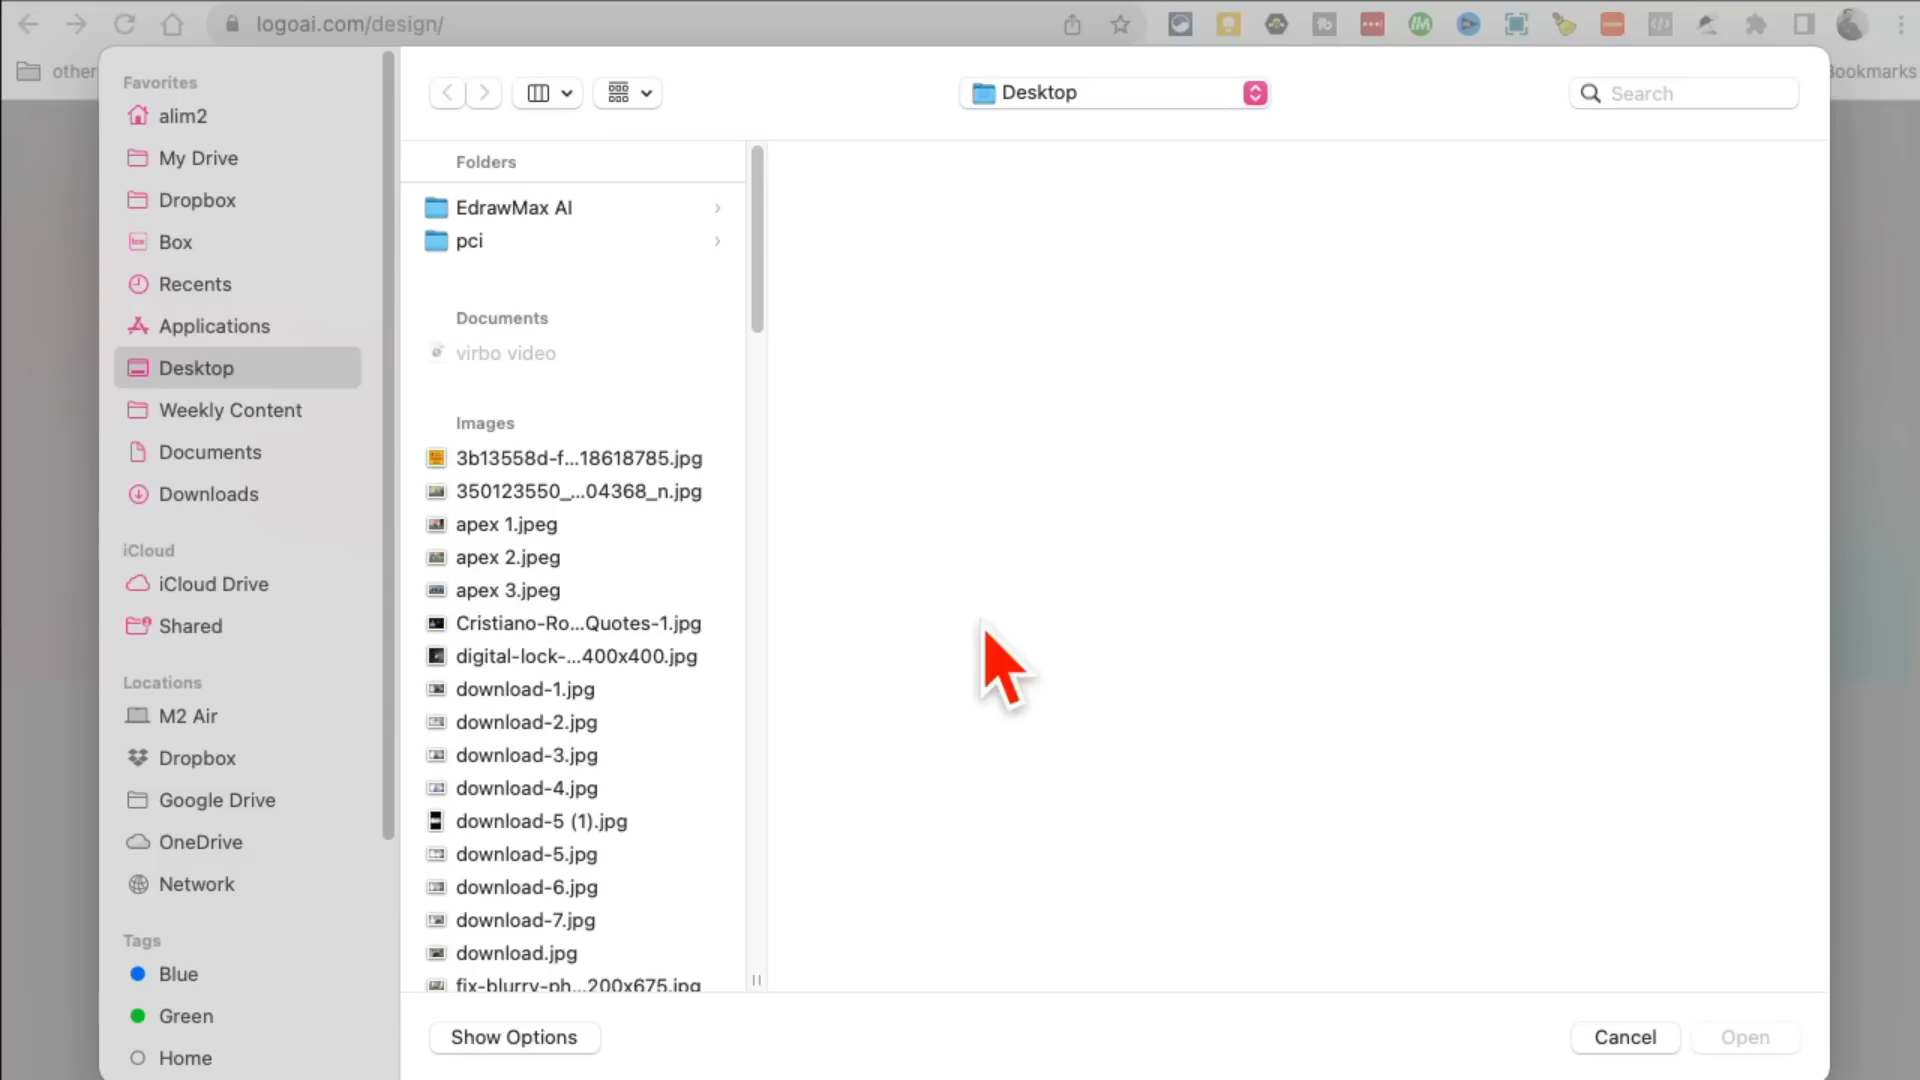 logoai.com/design/
other
Bookmarks
Favorites
alim2
My Drive
Dropbox
Box
Recents
Applications
Desktop
Weekly Content
Documents
Downloads
iCloud
iCloud Drive
Shared
Locations
M2 Air
Dropbox
Google Drive
OneDrive
Network
Tags
Blue
Green
Home
Desktop
Search
Folders
EdrawMax AI
pci
Documents
virbo video
Images
3b13558d-f...18618785.jpg
350123550_...04368_n.jpg
apex 1.jpeg
apex 2.jpeg
apex 3.jpeg
Cristiano-Ro...Quotes-1.jpg
digital-lock-...400x400.jpg
download-1.jpg
download-2.jpg
download-3.jpg
download-4.jpg
download-5 (1).jpg
download-5.jpg
download-6.jpg
download-7.jpg
download.jpg
fix-blurry-ph...200x675.jpg
Show Options
Cancel
Open